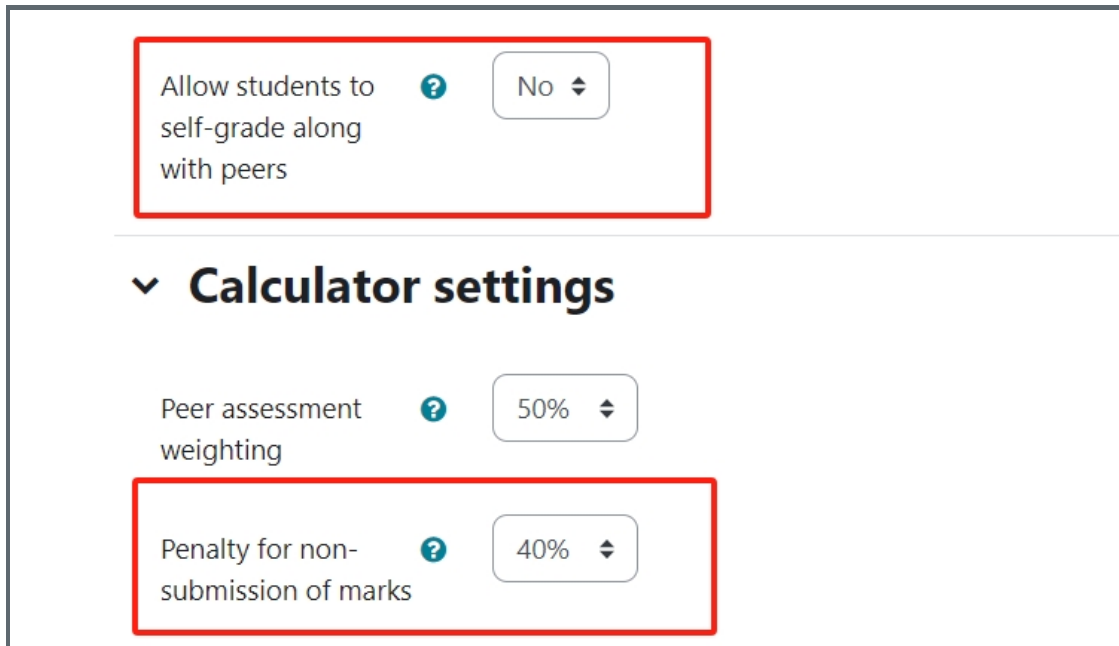 Allow students to ? No
self-grade along
with peers
Calculator settings
Peer assessment ? 50%
weighting
Penalty for non- ? 40%
submission of marks